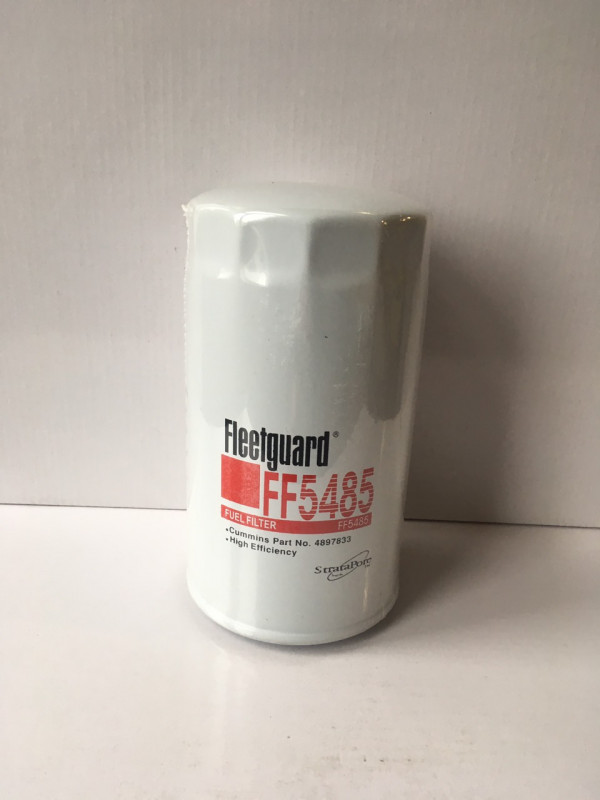 Fleetguard®
FF5485
FUEL FILTER FF5485
•Cummins Part No. 4897833
•High Efficiency
StrataPore